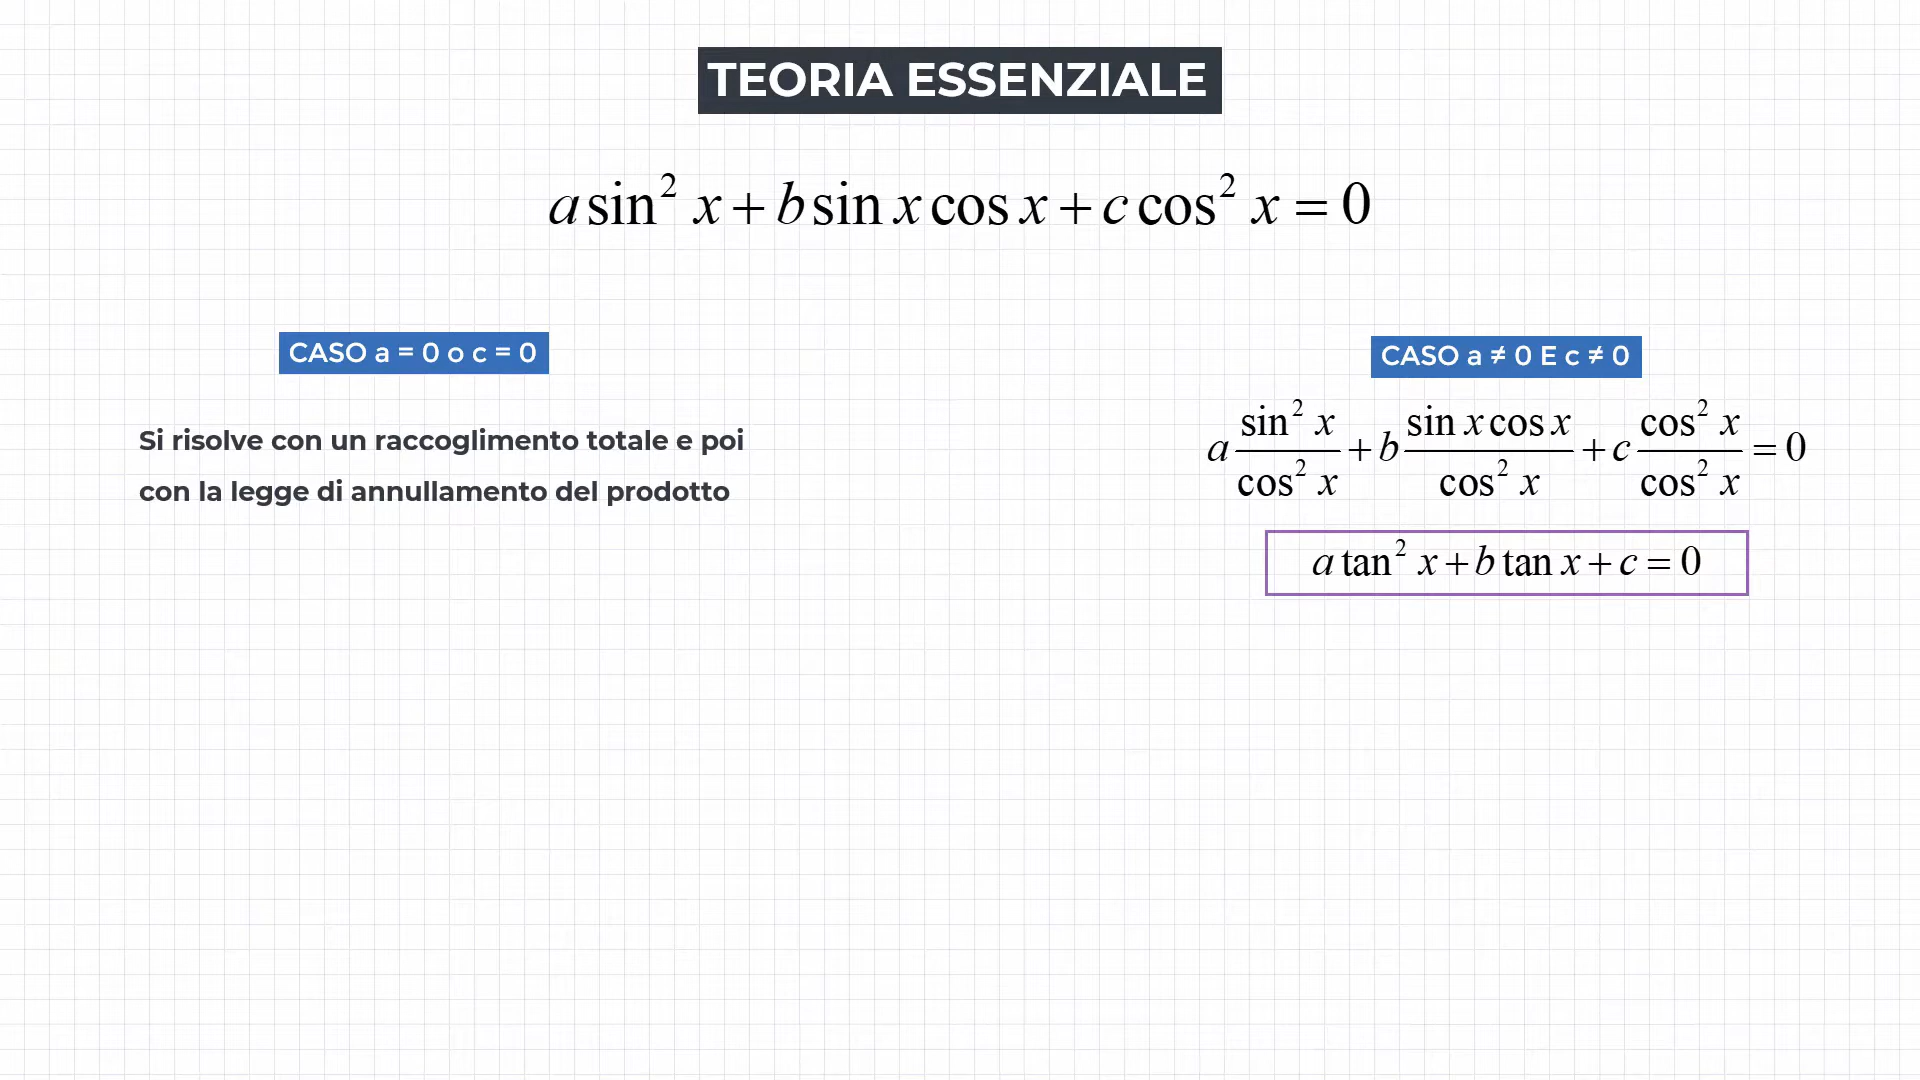 TEORIA ESSENZIALE
a sin² x + b sin x cos x + c cos² x = 0
CASO a = 0 o c = 0
Si risolve con un raccoglimento totale e poi
con la legge di annullamento del prodotto
CASO a ≠ 0 E c ≠ 0
a sin² x / cos² x + b sin x cos x / cos² x + c cos² x / cos² x = 0
a tan² x + b tan x + c = 0